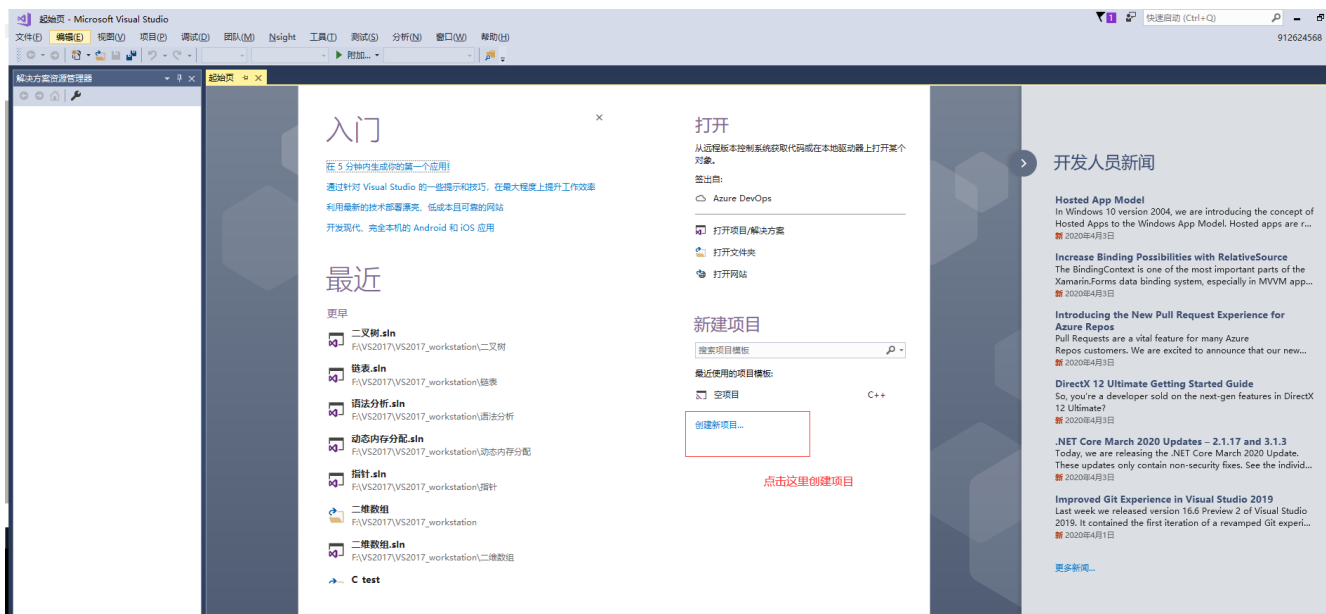 起始页 - Microsoft Visual Studio
1
快速启动 (Ctrl+Q)
文件(F) 编辑(E) 视图(V) 项目(P) 调试(D) 团队(M) Nsight 工具(T) 测试(S) 分析(N) 窗口(W) 帮助(H)
912624568
附加...
解决方案资源管理器
起始页
入门
在 5 分钟内生成你的第一个应用!
通过针对 Visual Studio 的一些提示和技巧，在最大程度上提升工作效率
利用最新的技术部署漂亮、低成本且可靠的网站
开发现代、完全本机的 Android 和 iOS 应用
最近
更早
二叉树.sln
F:\VS2017\VS2017_workstation\二叉树
链表.sln
F:\VS2017\VS2017_workstation\链表
语法分析.sln
F:\VS2017\VS2017_workstation\语法分析
动态内存分配.sln
F:\VS2017\VS2017_workstation\动态内存分配
指针.sln
F:\VS2017\VS2017_workstation\指针
二维数组
F:\VS2017\VS2017_workstation
二维数组.sln
F:\VS2017\VS2017_workstation\二维数组
C test
打开
从远程版本控制系统获取代码或在本地驱动器上打开某个
对象。
签出自:
Azure DevOps
打开项目/解决方案
打开文件夹
打开网站
新建项目
搜索项目模板
最近使用的项目模板:
空项目 C++
创建新项目...
点击这里创建项目
开发人员新闻
Hosted App Model
In Windows 10 version 2004, we are introducing the concept of
Hosted Apps to the Windows App Model. Hosted apps are r...
新 2020年4月3日
Increase Binding Possibilities with RelativeSource
The BindingContext is one of the most important parts of the
Xamarin.Forms data binding system, especially in MVVM app...
新 2020年4月3日
Introducing the New Pull Request Experience for
Azure Repos
Pull Requests are a vital feature for many Azure
Repos customers. We are excited to announce that our new...
新 2020年4月3日
DirectX 12 Ultimate Getting Started Guide
So, you're a developer sold on the next-gen features in DirectX
12 Ultimate?
新 2020年4月3日
.NET Core March 2020 Updates – 2.1.17 and 3.1.3
Today, we are releasing the .NET Core March 2020 Update.
These updates only contain non-security fixes. See the individ...
新 2020年4月3日
Improved Git Experience in Visual Studio 2019
Last week we released version 16.6 Preview 2 of Visual Studio
2019. It contained the first iteration of a revamped Git experi...
新 2020年4月1日
更多新闻...